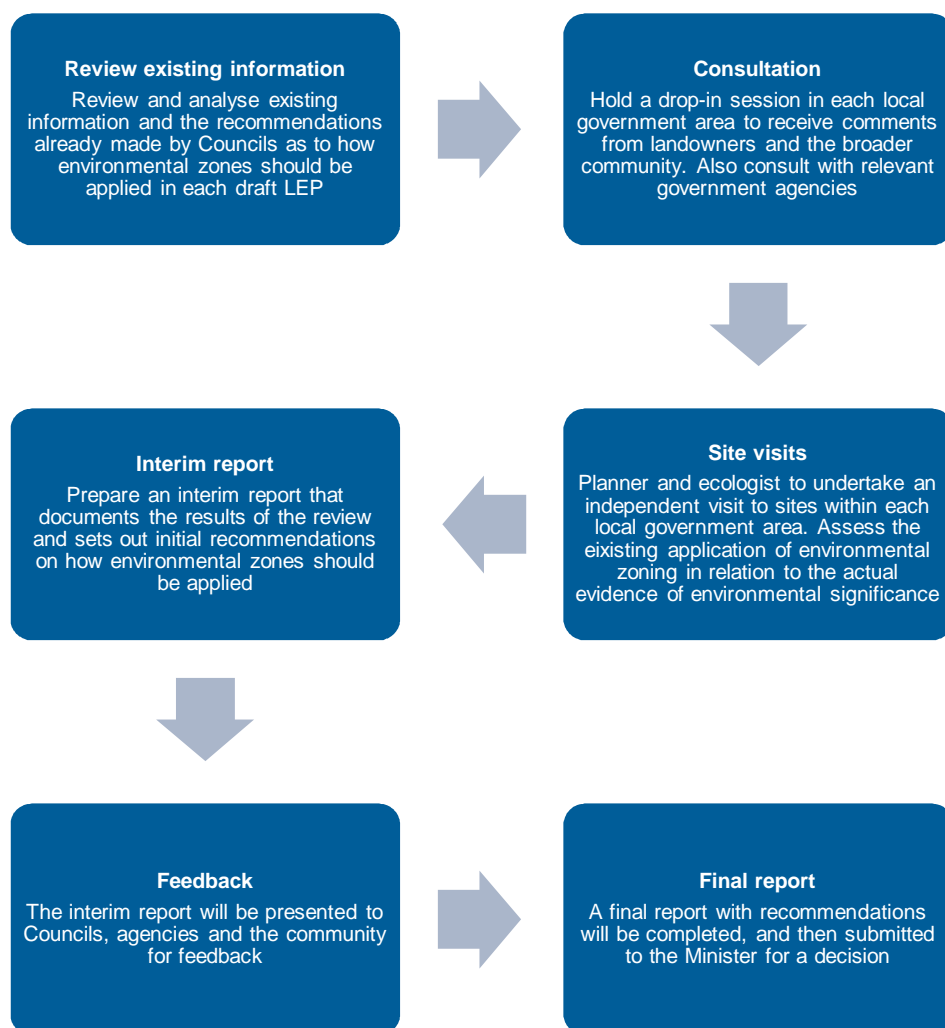 Review existing information
Review and analyse existing
information and the recommendations
already made by Councils as to how
environmental zones should be
applied in each draft LEP
Consultation
Hold a drop-in session in each local
government area to receive comments
from landowners and the broader
community. Also consult with relevant
government agencies
Site visits
Planner and ecologist to undertake an
independent visit to sites within each
local government area. Assess the
eixisting application of environmental
zoning in relation to the actual
evidence of environmental significance
Interim report
Prepare an interim report that
documents the results of the review
and sets out initial recommendations
on how environmental zones should
be applied
Feedback
The interim report will be presented to
Councils, agencies and the community
for feedback
Final report
A final report with recommendations
will be completed, and then submitted
to the Minister for a decision